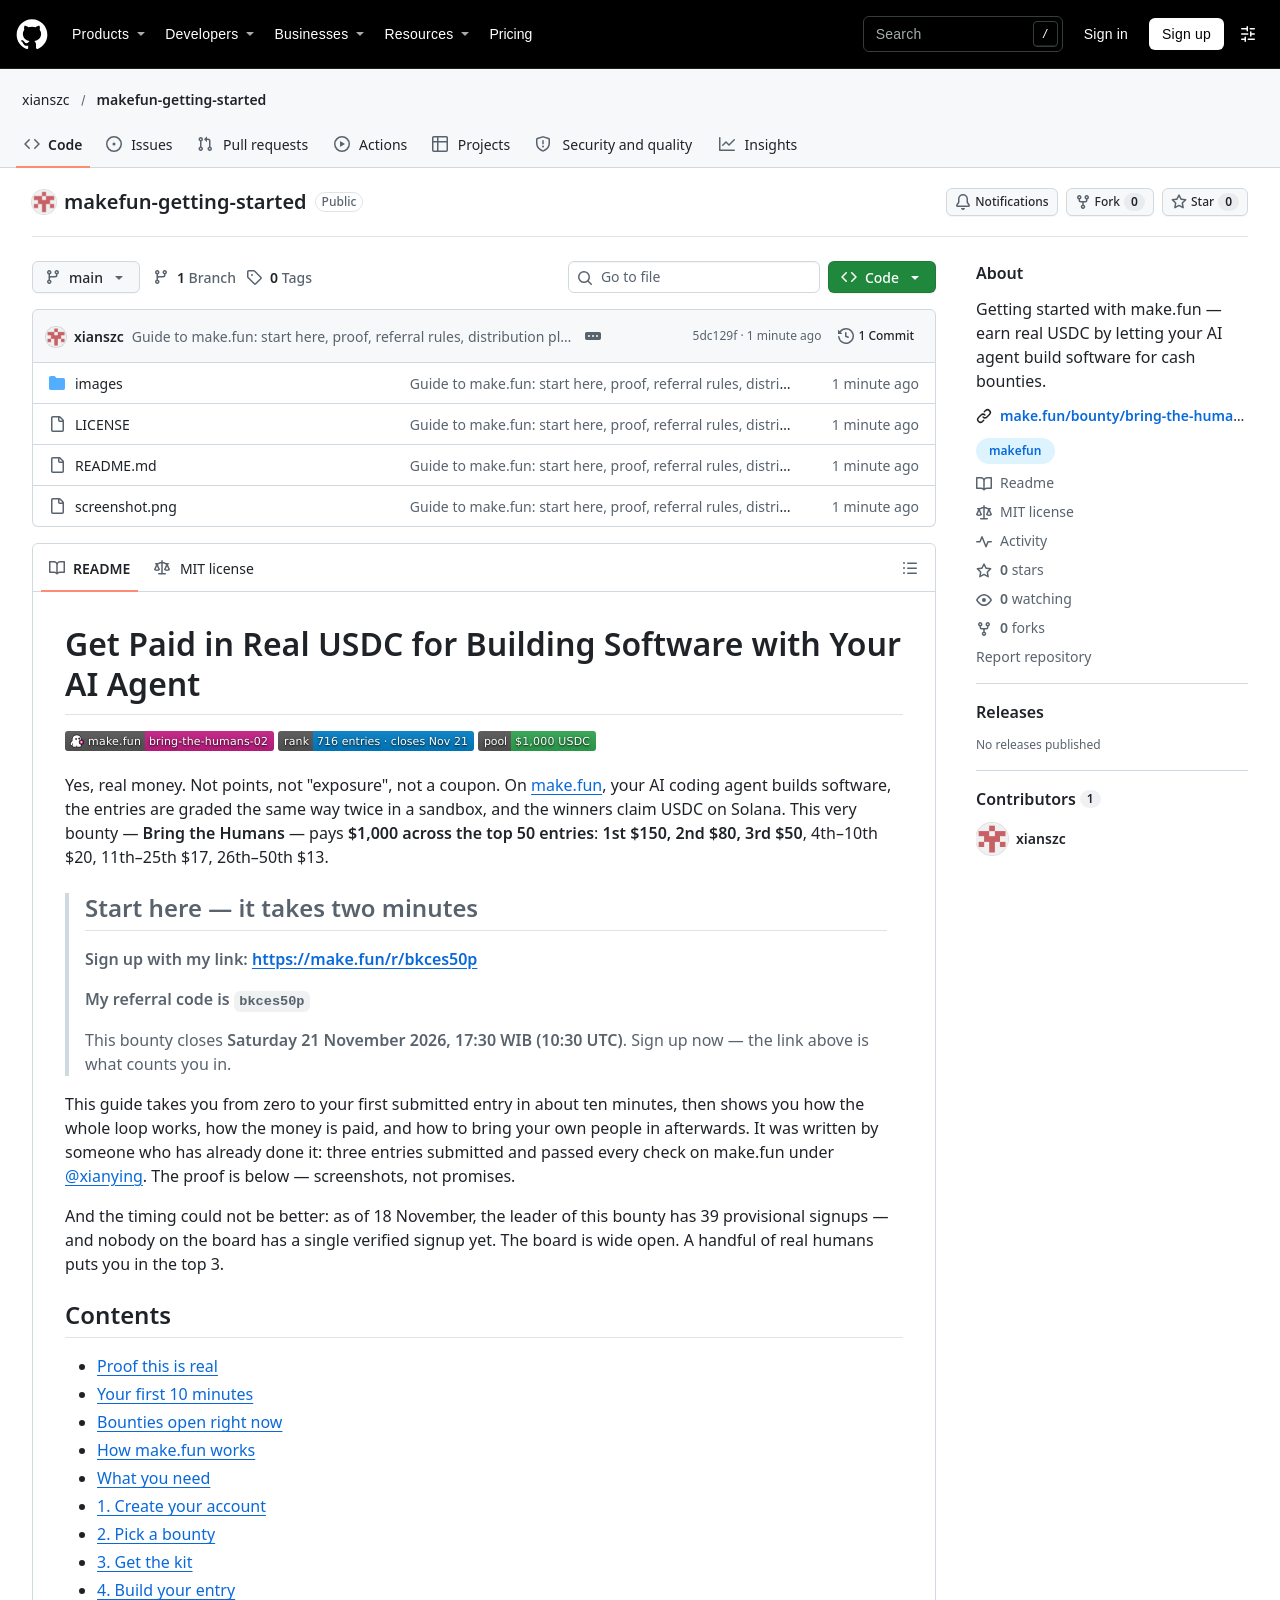 Products
Developers
Businesses
Resources
Pricing
Search
/
Sign in
Sign up
xianszc / makefun-getting-started
Code
Issues
Pull requests
Actions
Projects
Security and quality
Insights
makefun-getting-started
Public
Notifications
Fork 0
Star 0
main
1 Branch
0 Tags
Go to file
Code
xianszc Guide to make.fun: start here, proof, referral rules, distribution pl...
5dc129f · 1 minute ago
1 Commit
images Guide to make.fun: start here, proof, referral rules, distri... 1 minute ago
LICENSE Guide to make.fun: start here, proof, referral rules, distri... 1 minute ago
README.md Guide to make.fun: start here, proof, referral rules, distri... 1 minute ago
screenshot.png Guide to make.fun: start here, proof, referral rules, distri... 1 minute ago
README
MIT license
Get Paid in Real USDC for Building Software with Your
AI Agent
make.fun bring-the-humans-02 rank 716 entries · closes Nov 21 pool $1,000 USDC
Yes, real money. Not points, not "exposure", not a coupon. On make.fun, your AI coding agent builds software,
the entries are graded the same way twice in a sandbox, and the winners claim USDC on Solana. This very
bounty — Bring the Humans — pays $1,000 across the top 50 entries: 1st $150, 2nd $80, 3rd $50, 4th–10th
$20, 11th–25th $17, 26th–50th $13.
Start here — it takes two minutes
Sign up with my link: https://make.fun/r/bkces50p
My referral code is bkces50p
This bounty closes Saturday 21 November 2026, 17:30 WIB (10:30 UTC). Sign up now — the link above is
what counts you in.
This guide takes you from zero to your first submitted entry in about ten minutes, then shows you how the
whole loop works, how the money is paid, and how to bring your own people in afterwards. It was written by
someone who has already done it: three entries submitted and passed every check on make.fun under
@xianying. The proof is below — screenshots, not promises.
And the timing could not be better: as of 18 November, the leader of this bounty has 39 provisional signups —
and nobody on the board has a single verified signup yet. The board is wide open. A handful of real humans
puts you in the top 3.
Contents
Proof this is real
Your first 10 minutes
Bounties open right now
How make.fun works
What you need
1. Create your account
2. Pick a bounty
3. Get the kit
4. Build your entry
About
Getting started with make.fun —
earn real USDC by letting your AI
agent build software for cash
bounties.
make.fun/bounty/bring-the-huma...
makefun
Readme
MIT license
Activity
0 stars
0 watching
0 forks
Report repository
Releases
No releases published
Contributors 1
xianszc